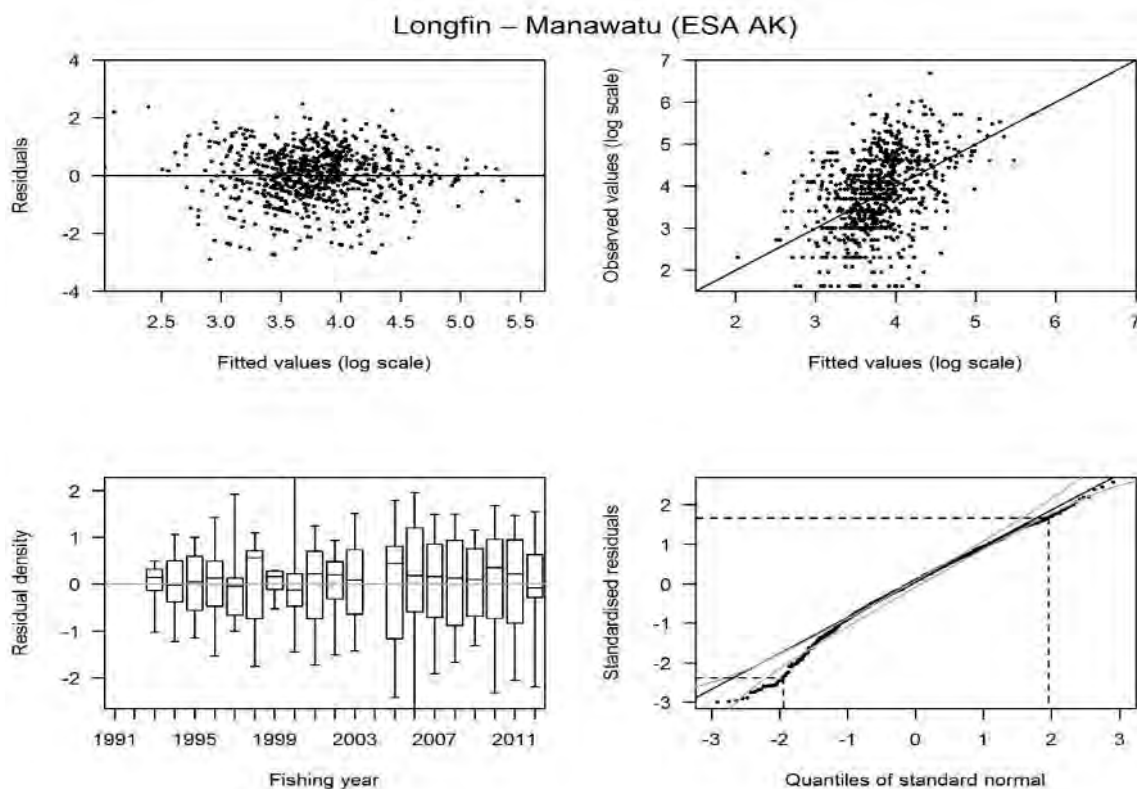 Longfin – Manawatu (ESA AK)
4
2
0
-2
-4
Residuals
2.5 3.0 3.5 4.0 4.5 5.0 5.5
Fitted values (log scale)
7
6
5
4
3
2
Observed values (log scale)
2 3 4 5 6 7
Fitted values (log scale)
2
1
0
-1
-2
Residual density
1991 1995 1999 2003 2007 2011
Fishing year
2
1
0
-1
-2
-3
Standardised residuals
-3 -2 -1 0 1 2 3
Quantiles of standard normal